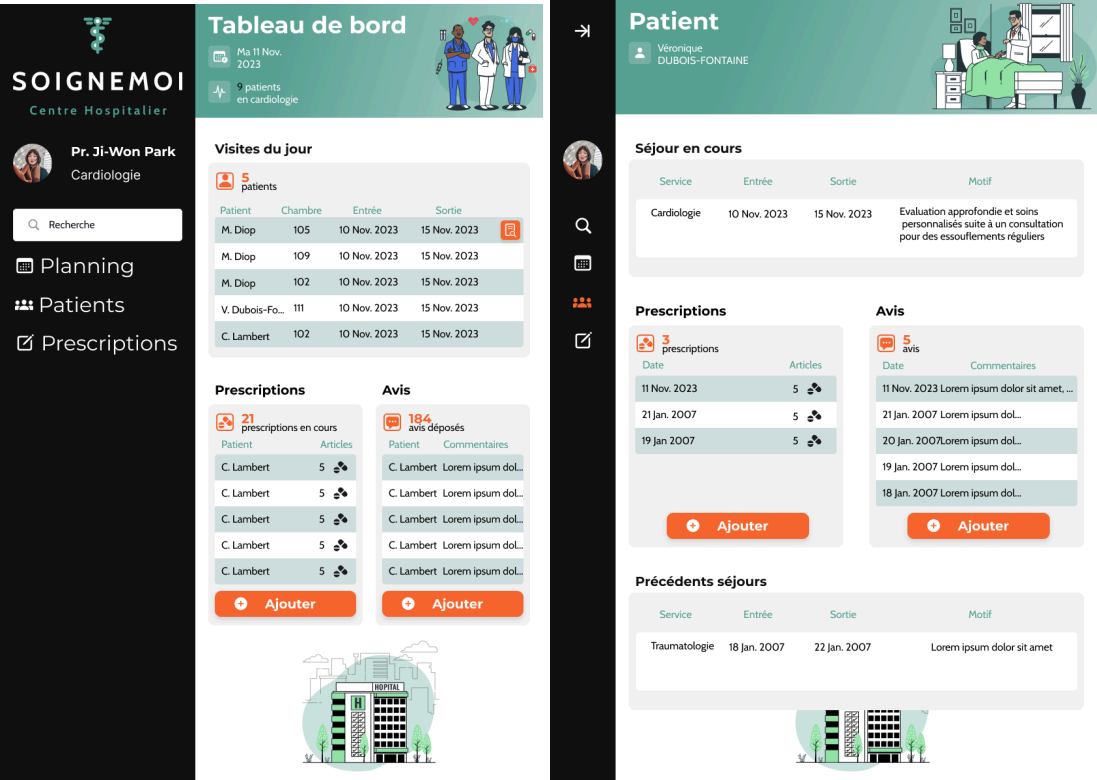 SOIGNEMOI
Centre Hospitalier
Pr. Ji-Won Park
Cardiologie
Recherche
Planning
Patients
Prescriptions
Tableau de bord
Ma 11 Nov.
2023
9 patients
en cardiologie
Visites du jour
5
patients
Patient Chambre Entrée Sortie
M. Diop 105 10 Nov. 2023 15 Nov. 2023
M. Diop 109 10 Nov. 2023 15 Nov. 2023
M. Diop 102 10 Nov. 2023 15 Nov. 2023
V. Dubois-Fo... 111 10 Nov. 2023 15 Nov. 2023
C. Lambert 102 10 Nov. 2023 15 Nov. 2023
Prescriptions
21
prescriptions en cours
Patient Articles
C. Lambert 5
C. Lambert 5
C. Lambert 5
C. Lambert 5
C. Lambert 5
Ajouter
Avis
184
avis déposés
Patient Commentaires
C. Lambert Lorem ipsum dol...
C. Lambert Lorem ipsum dol...
C. Lambert Lorem ipsum dol...
C. Lambert Lorem ipsum dol...
C. Lambert Lorem ipsum dol...
Ajouter
HOPITAL
H
Patient
Véronique
DUBOIS-FONTAINE
Séjour en cours
Service Entrée Sortie Motif
Cardiologie 10 Nov. 2023 15 Nov. 2023 Evaluation approfondie et soins
personnalisés suite à un consultation
pour des essouflements réguliers
Prescriptions
3
prescriptions
Date Articles
11 Nov. 2023 5
21 Jan. 2007 5
19 Jan 2007 5
Ajouter
Avis
5
avis
Date Commentaires
11 Nov. 2023 Lorem ipsum dolor sit amet, ...
21 Jan. 2007 Lorem ipsum dol...
20 Jan. 2007Lorem ipsum dol...
19 Jan. 2007 Lorem ipsum dol...
18 Jan. 2007 Lorem ipsum dol...
Ajouter
Précédents séjours
Service Entrée Sortie Motif
Traumatologie 18 Jan. 2007 22 Jan. 2007 Lorem ipsum dolor sit amet